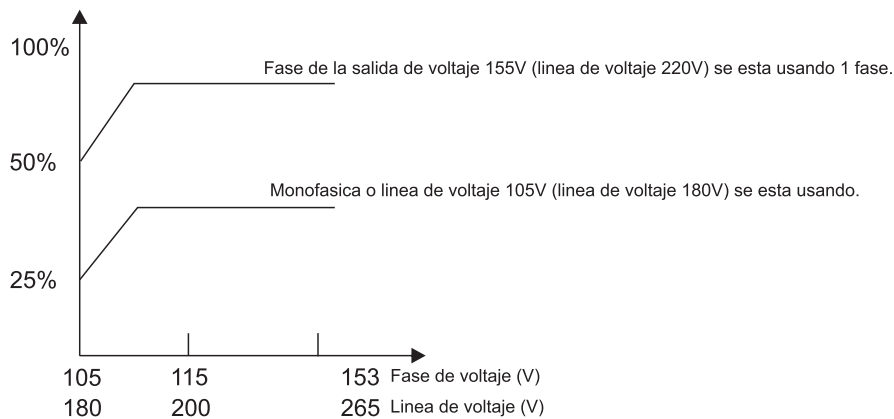 100%
Fase de la salida de voltaje 155V (linea de voltaje 220V) se esta usando 1 fase.
50%
Monofasica o linea de voltaje 105V (linea de voltaje 180V) se esta usando.
25%
105 115 153 Fase de voltaje (V)
180 200 265 Linea de voltaje (V)